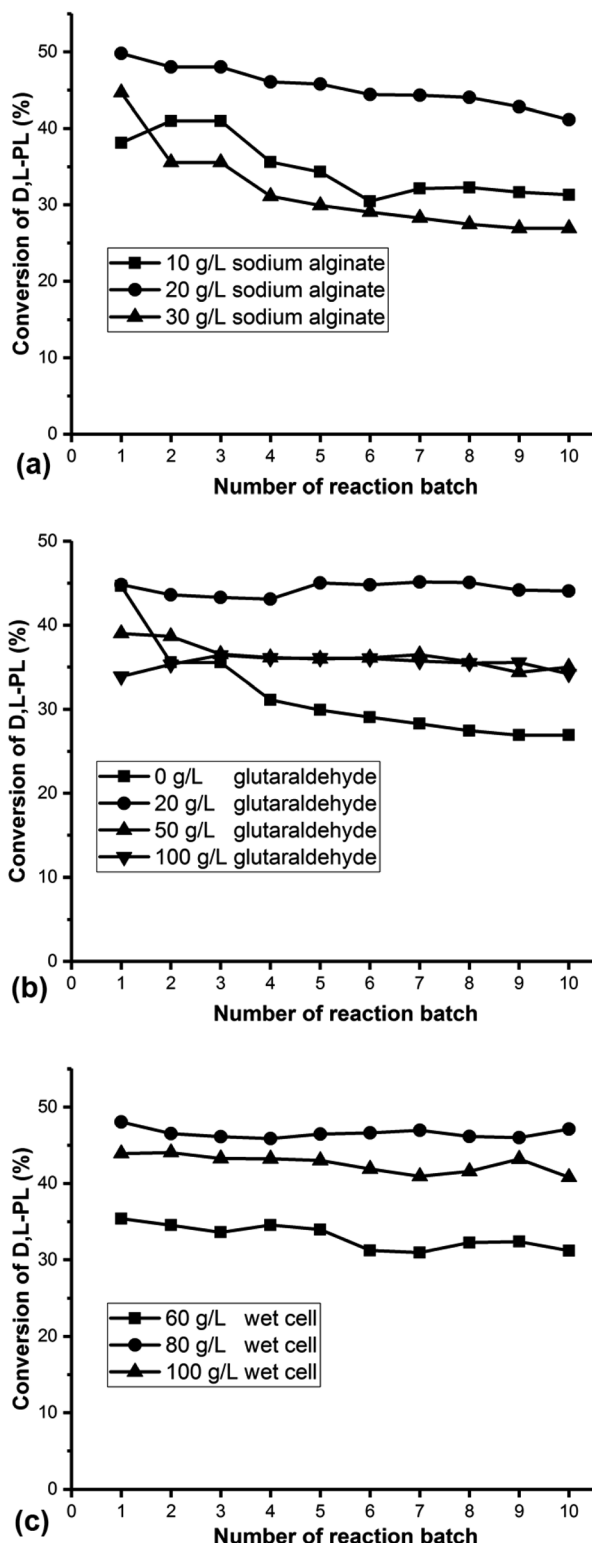 50
40
30
20
10
0
Conversion of D,L-PL (%)
10 g/L sodium alginate
20 g/L sodium alginate
30 g/L sodium alginate
0 1 2 3 4 5 6 7 8 9 10
Number of reaction batch
(a)
50
40
30
20
10
0
Conversion of D,L-PL (%)
0 g/L glutaraldehyde
20 g/L glutaraldehyde
50 g/L glutaraldehyde
100 g/L glutaraldehyde
0 1 2 3 4 5 6 7 8 9 10
Number of reaction batch
(b)
50
40
30
20
10
0
Conversion of D,L-PL (%)
60 g/L wet cell
80 g/L wet cell
100 g/L wet cell
0 1 2 3 4 5 6 7 8 9 10
Number of reaction batch
(c)